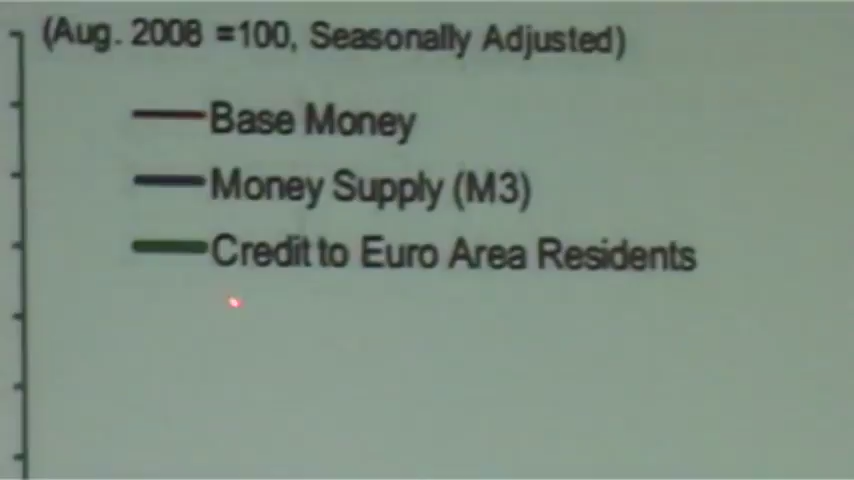 (Aug. 2008 =100, Seasonally Adjusted)
Base Money
Money Supply (M3)
Credit to Euro Area Residents